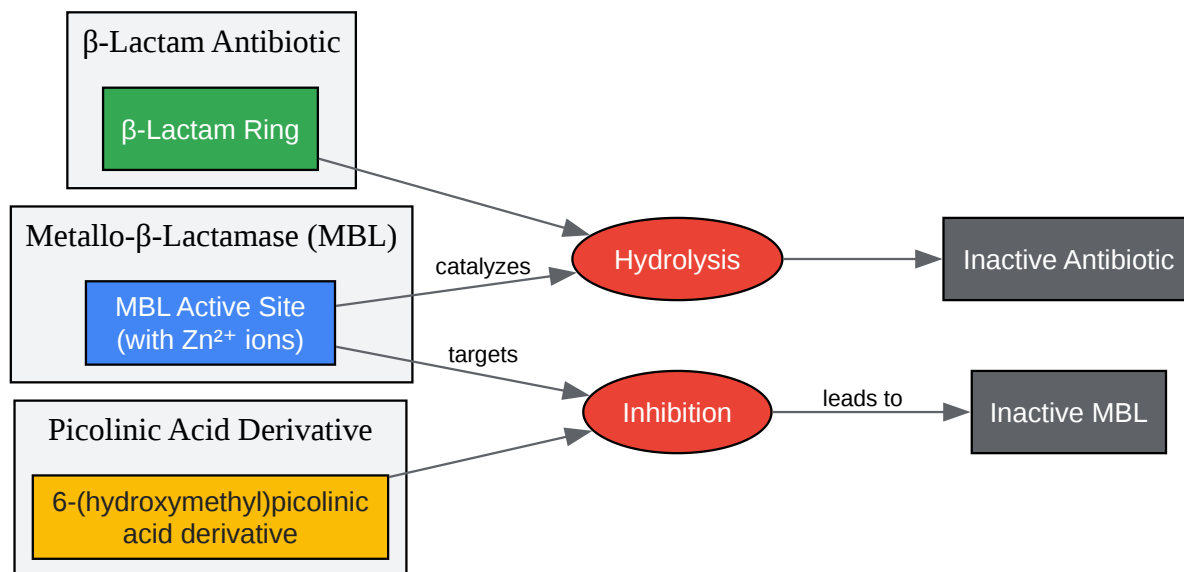 β-Lactam Antibiotic
β-Lactam Ring
Metallo-β-Lactamase (MBL)
MBL Active Site
(with Zn²⁺ ions)
Picolinic Acid Derivative
6-(hydroxymethyl)picolinic
acid derivative
catalyzes
targets
Hydrolysis
Inhibition
leads to
Inactive Antibiotic
Inactive MBL